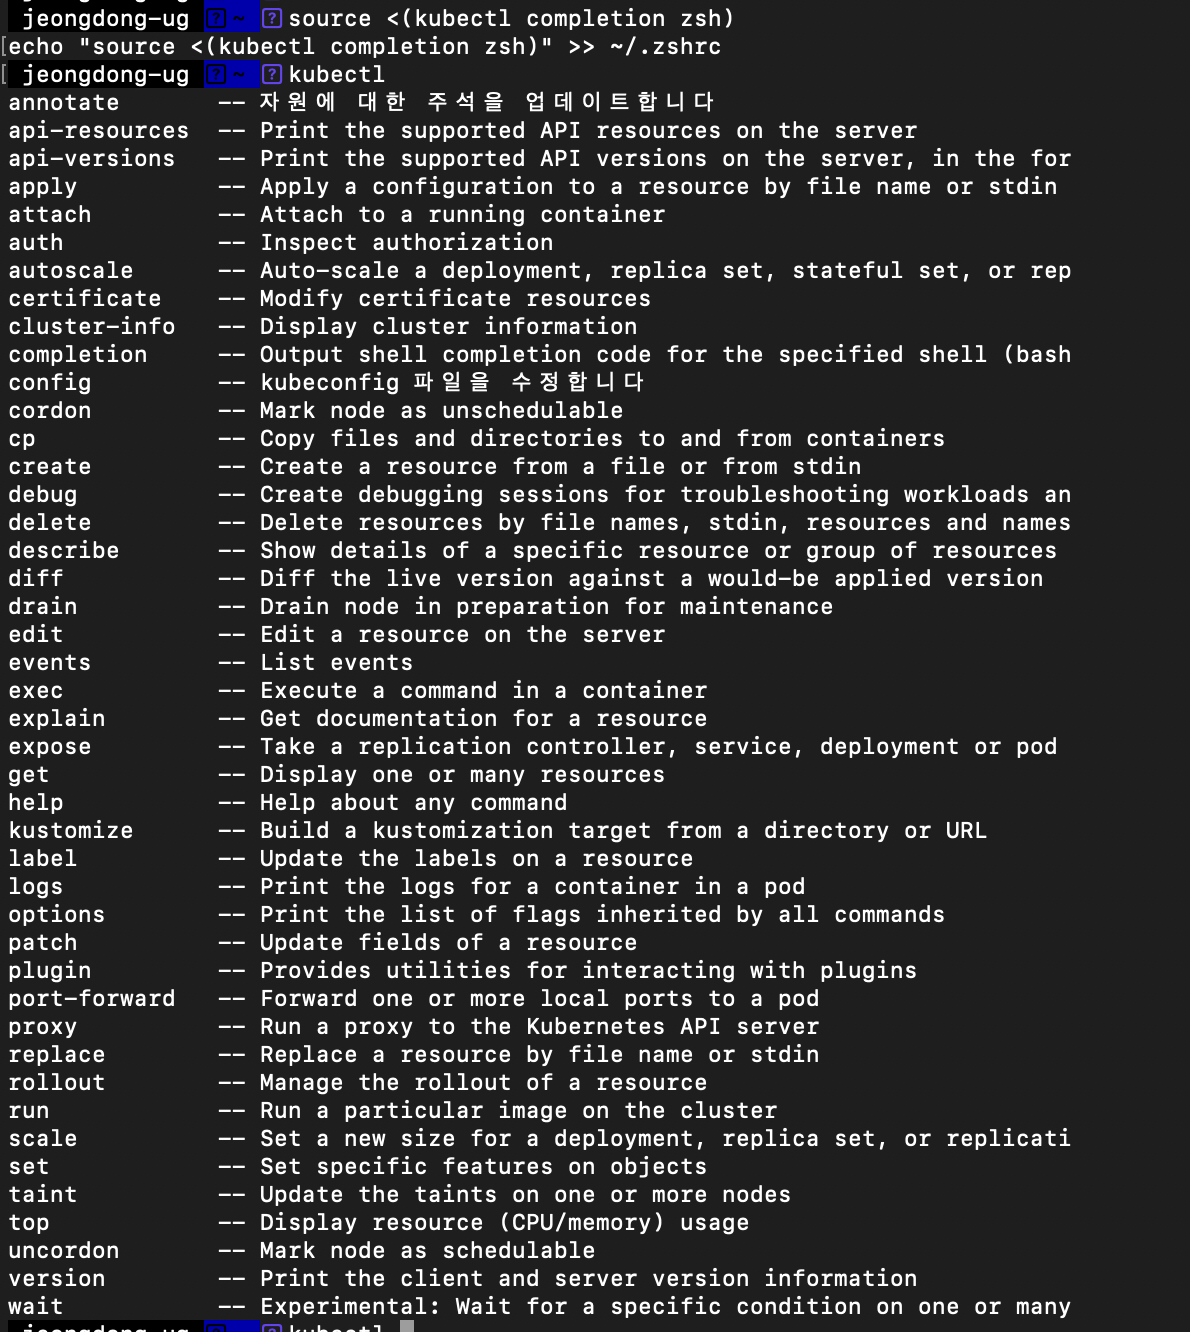 jeongdong-ug ? ~ ? source <(kubectl completion zsh)
echo "source <(kubectl completion zsh)" >> ~/.zshrc
jeongdong-ug ? ~ ? kubectl
annotate -- 자원에 대한 주석을 업데이트합니다
api-resources -- Print the supported API resources on the server
api-versions -- Print the supported API versions on the server, in the for
apply -- Apply a configuration to a resource by file name or stdin
attach -- Attach to a running container
auth -- Inspect authorization
autoscale -- Auto-scale a deployment, replica set, stateful set, or rep
certificate -- Modify certificate resources
cluster-info -- Display cluster information
completion -- Output shell completion code for the specified shell (bash
config -- kubeconfig 파일을 수정합니다
cordon -- Mark node as unschedulable
cp -- Copy files and directories to and from containers
create -- Create a resource from a file or from stdin
debug -- Create debugging sessions for troubleshooting workloads an
delete -- Delete resources by file names, stdin, resources and names
describe -- Show details of a specific resource or group of resources
diff -- Diff the live version against a would-be applied version
drain -- Drain node in preparation for maintenance
edit -- Edit a resource on the server
events -- List events
exec -- Execute a command in a container
explain -- Get documentation for a resource
expose -- Take a replication controller, service, deployment or pod
get -- Display one or many resources
help -- Help about any command
kustomize -- Build a kustomization target from a directory or URL
label -- Update the labels on a resource
logs -- Print the logs for a container in a pod
options -- Print the list of flags inherited by all commands
patch -- Update fields of a resource
plugin -- Provides utilities for interacting with plugins
port-forward -- Forward one or more local ports to a pod
proxy -- Run a proxy to the Kubernetes API server
replace -- Replace a resource by file name or stdin
rollout -- Manage the rollout of a resource
run -- Run a particular image on the cluster
scale -- Set a new size for a deployment, replica set, or replicati
set -- Set specific features on objects
taint -- Update the taints on one or more nodes
top -- Display resource (CPU/memory) usage
uncordon -- Mark node as schedulable
version -- Print the client and server version information
wait -- Experimental: Wait for a specific condition on one or many
jeongdong-ug ? ~ ? kubectl